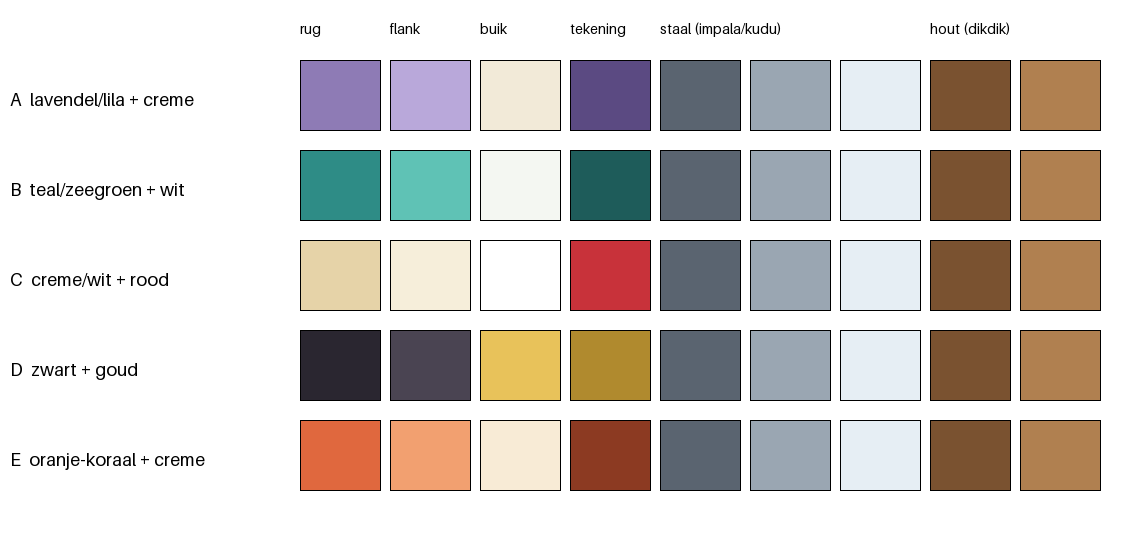 rug flank buik tekening staal (impala/kudu) hout (dikdik)
A lavendel/lila + creme
B teal/zeegroen + wit
C creme/wit + rood
D zwart + goud
E oranje-koraal + creme